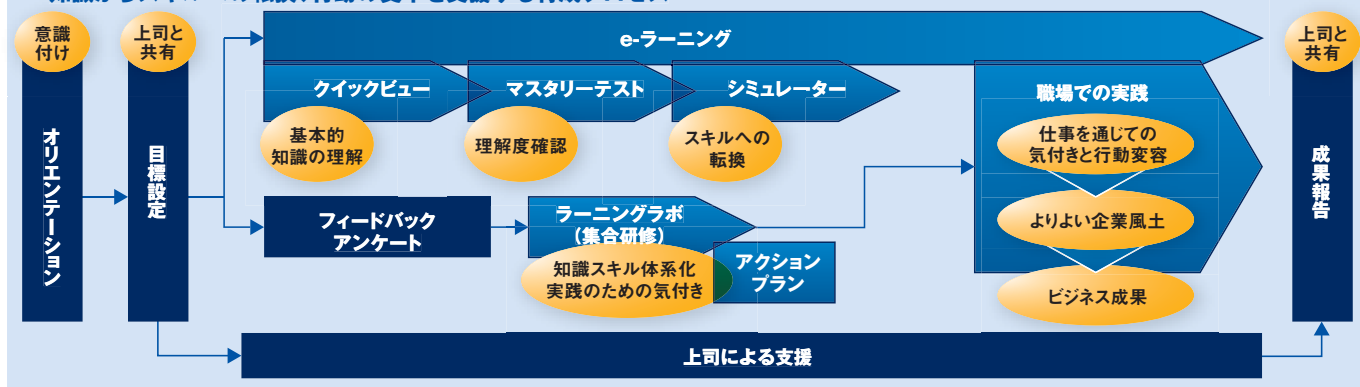 意識
付け
オリエンテーション
上司と
共有
目標設定
e-ラーニング
クイックビュー
マスタリーテスト
シミュレーター
基本的
知識の理解
理解度確認
スキルへの
転換
フィードバック
アンケート
ラーニングラボ
(集合研修)
知識スキル体系化
実践のための気付き
アクション
プラン
職場での実践
仕事を通じての
気付きと行動変容
よりよい企業風土
ビジネス成果
上司による支援
上司と
共有
成果報告